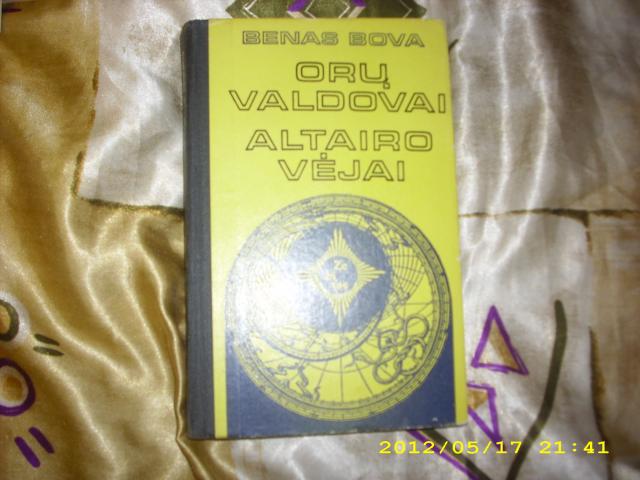 BENAS BOVA
ORŲ
VALDOVAI
ALTAIRO
VĖJAI
2012/05/17 21:41